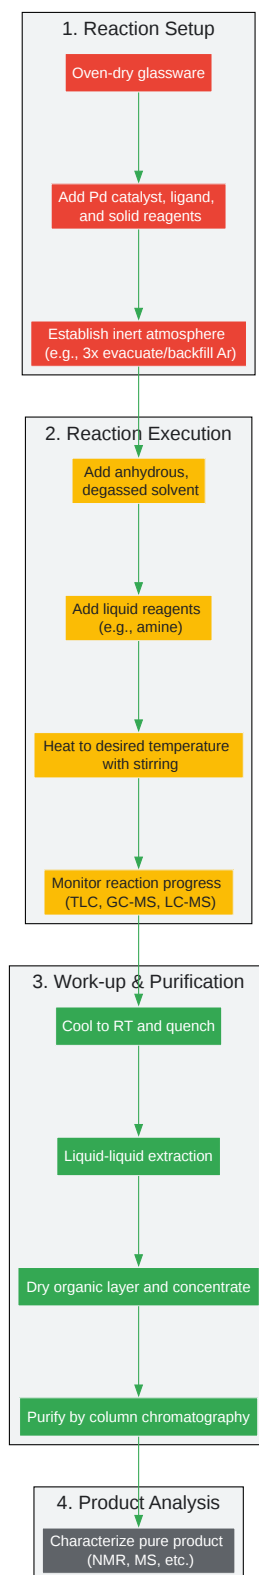 1. Reaction Setup
Oven-dry glassware
Add Pd catalyst, ligand,
and solid reagents
Establish inert atmosphere
(e.g., 3x evacuate/backfill Ar)
2. Reaction Execution
Add anhydrous,
degassed solvent
Add liquid reagents
(e.g., amine)
Heat to desired temperature
with stirring
Monitor reaction progress
(TLC, GC-MS, LC-MS)
3. Work-up & Purification
Cool to RT and quench
Liquid-liquid extraction
Dry organic layer and concentrate
Purify by column chromatography
4. Product Analysis
Characterize pure product
(NMR, MS, etc.)